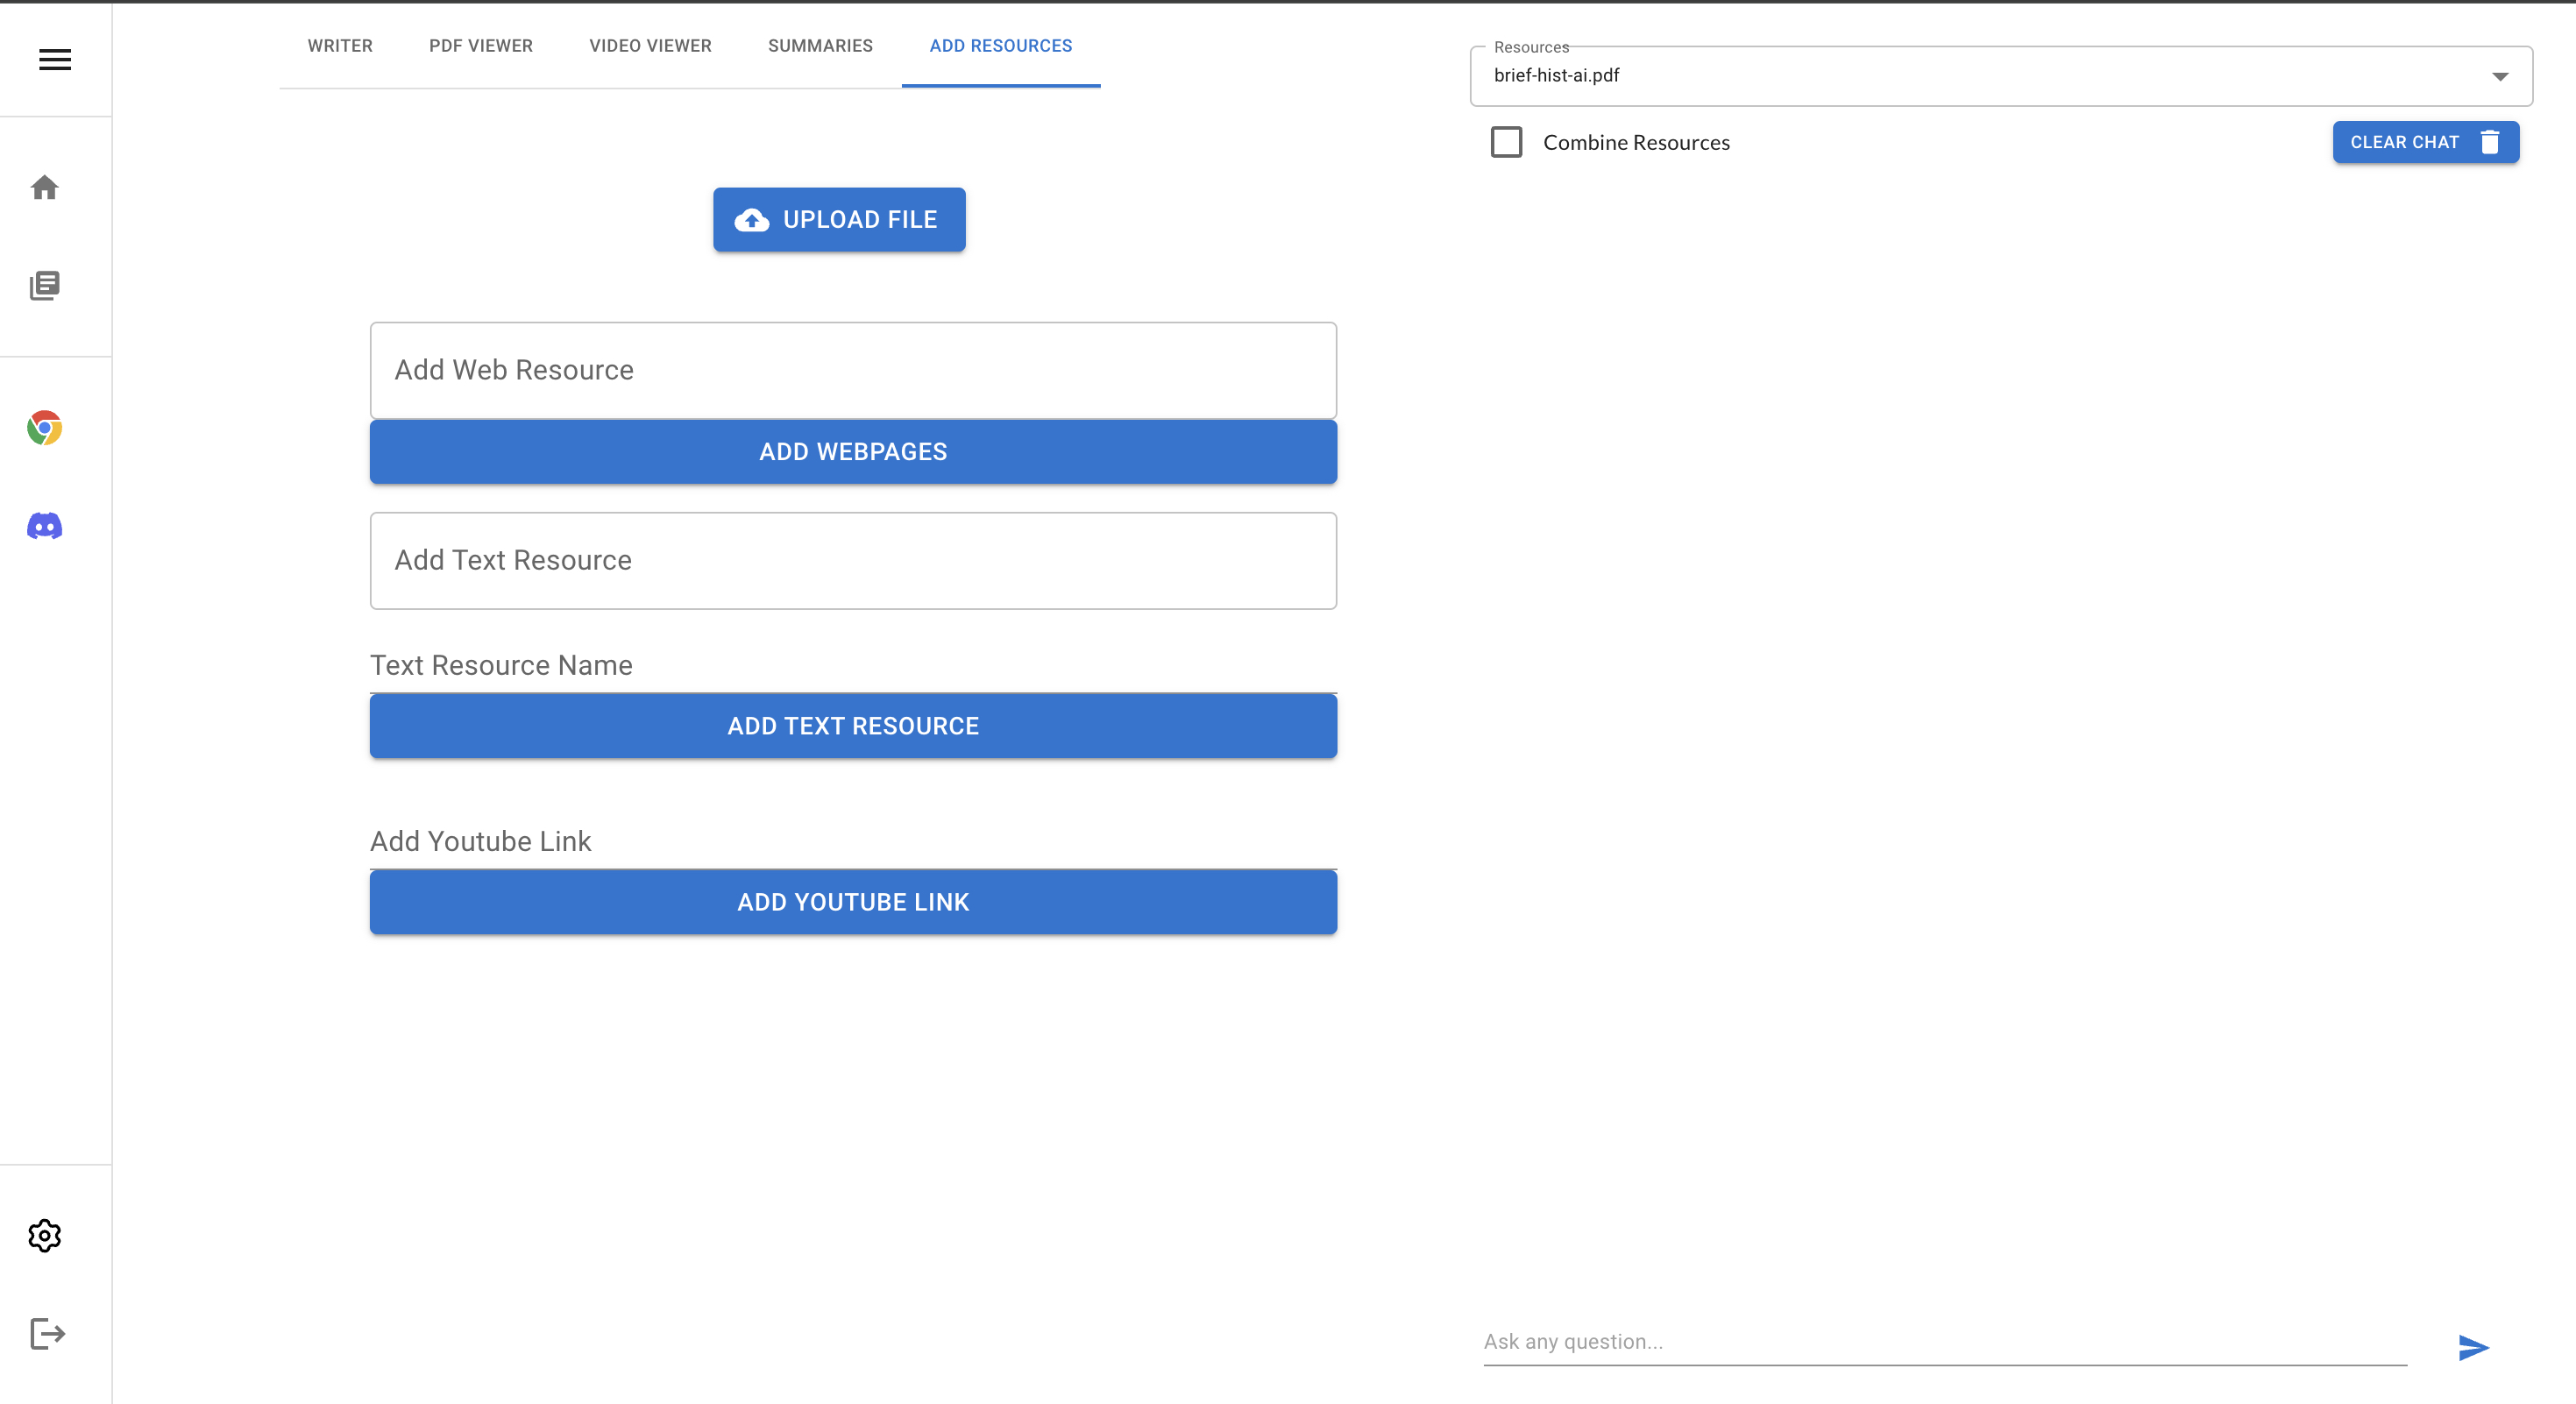 WRITER PDF VIEWER VIDEO VIEWER SUMMARIES ADD RESOURCES
UPLOAD FILE
Add Web Resource
ADD WEBPAGES
Add Text Resource
Text Resource Name
ADD TEXT RESOURCE
Add Youtube Link
ADD YOUTUBE LINK
Resources
brief-hist-ai.pdf
Combine Resources
CLEAR CHAT
Ask any question...